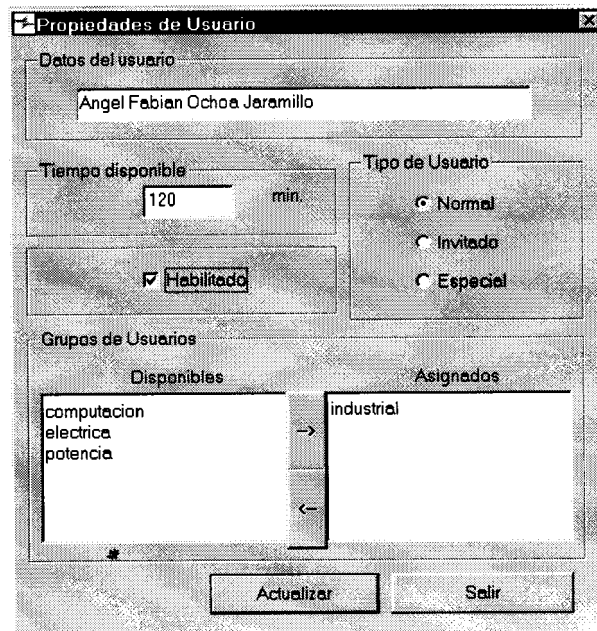 Propiedades de Usuario
Datos del usuario
Angel Fabian Ochoa Jaramillo
Tiempo disponible
120 min.
Tipo de Usuario
Normal
Invitado
Especial
Habilitado
Grupos de Usuarios
Disponibles
computacion
electrica
potencia
->
<-
Asignados
industrial
Actualizar
Salir